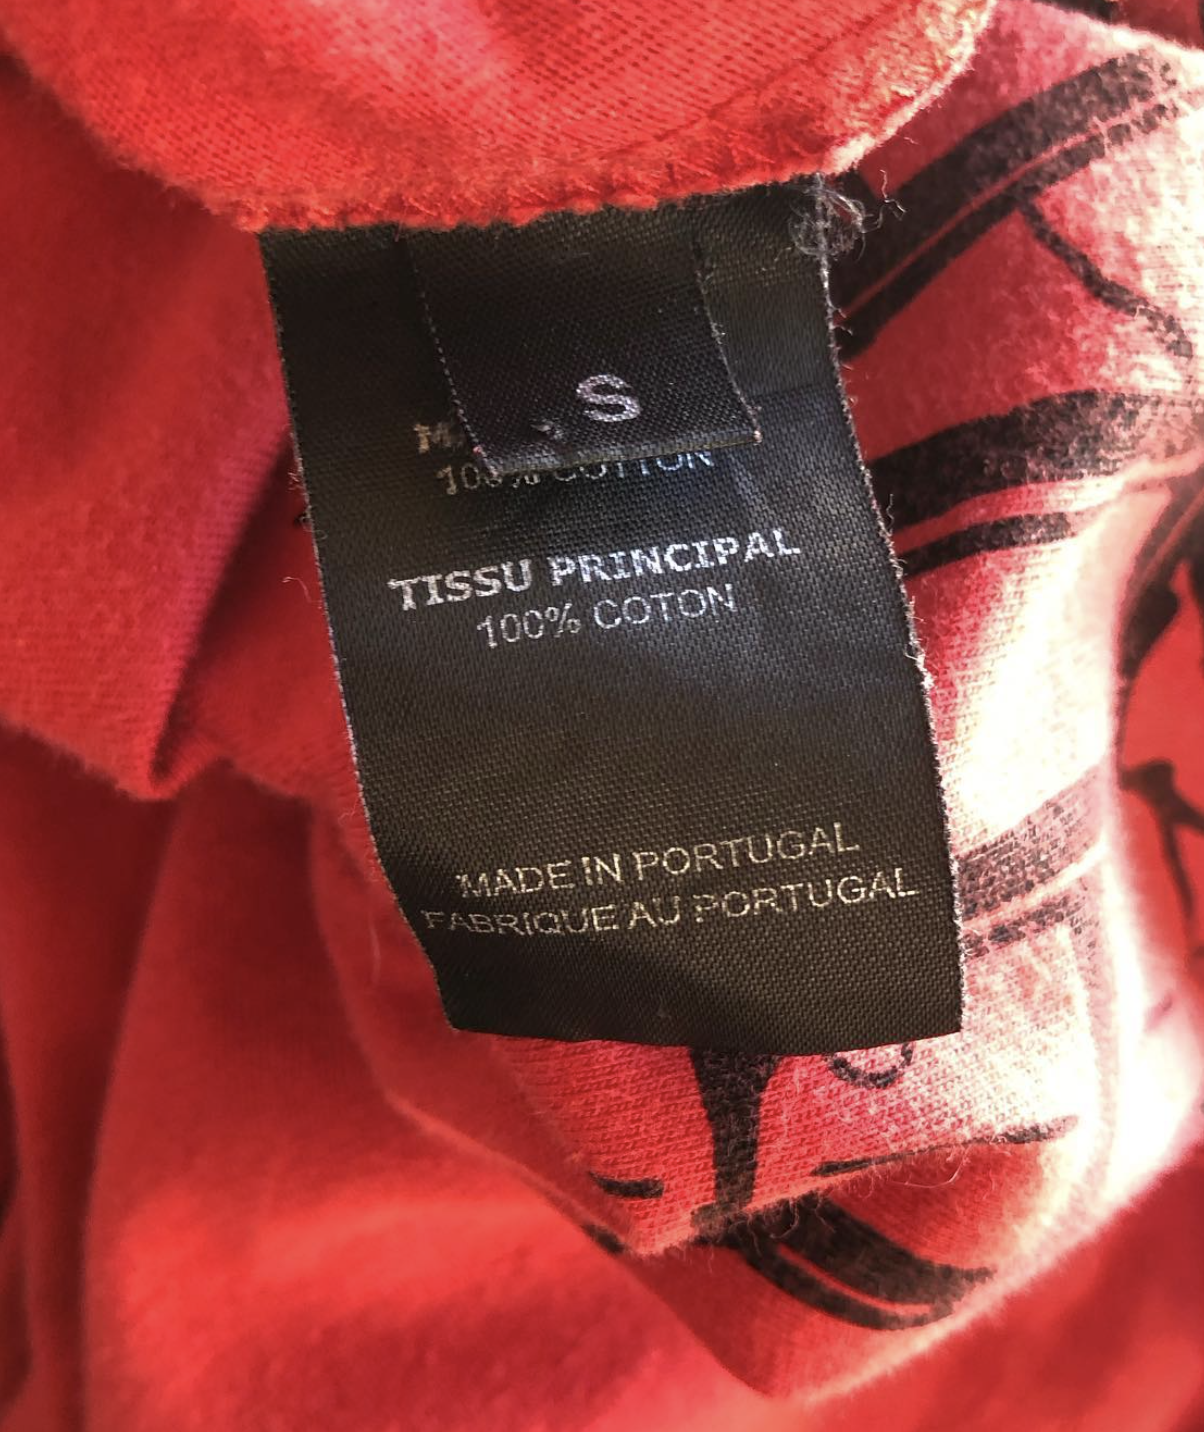 S
100% COTTON
TISSU PRINCIPAL
100% COTON
MADE IN PORTUGAL
FABRIQUE AU PORTUGAL